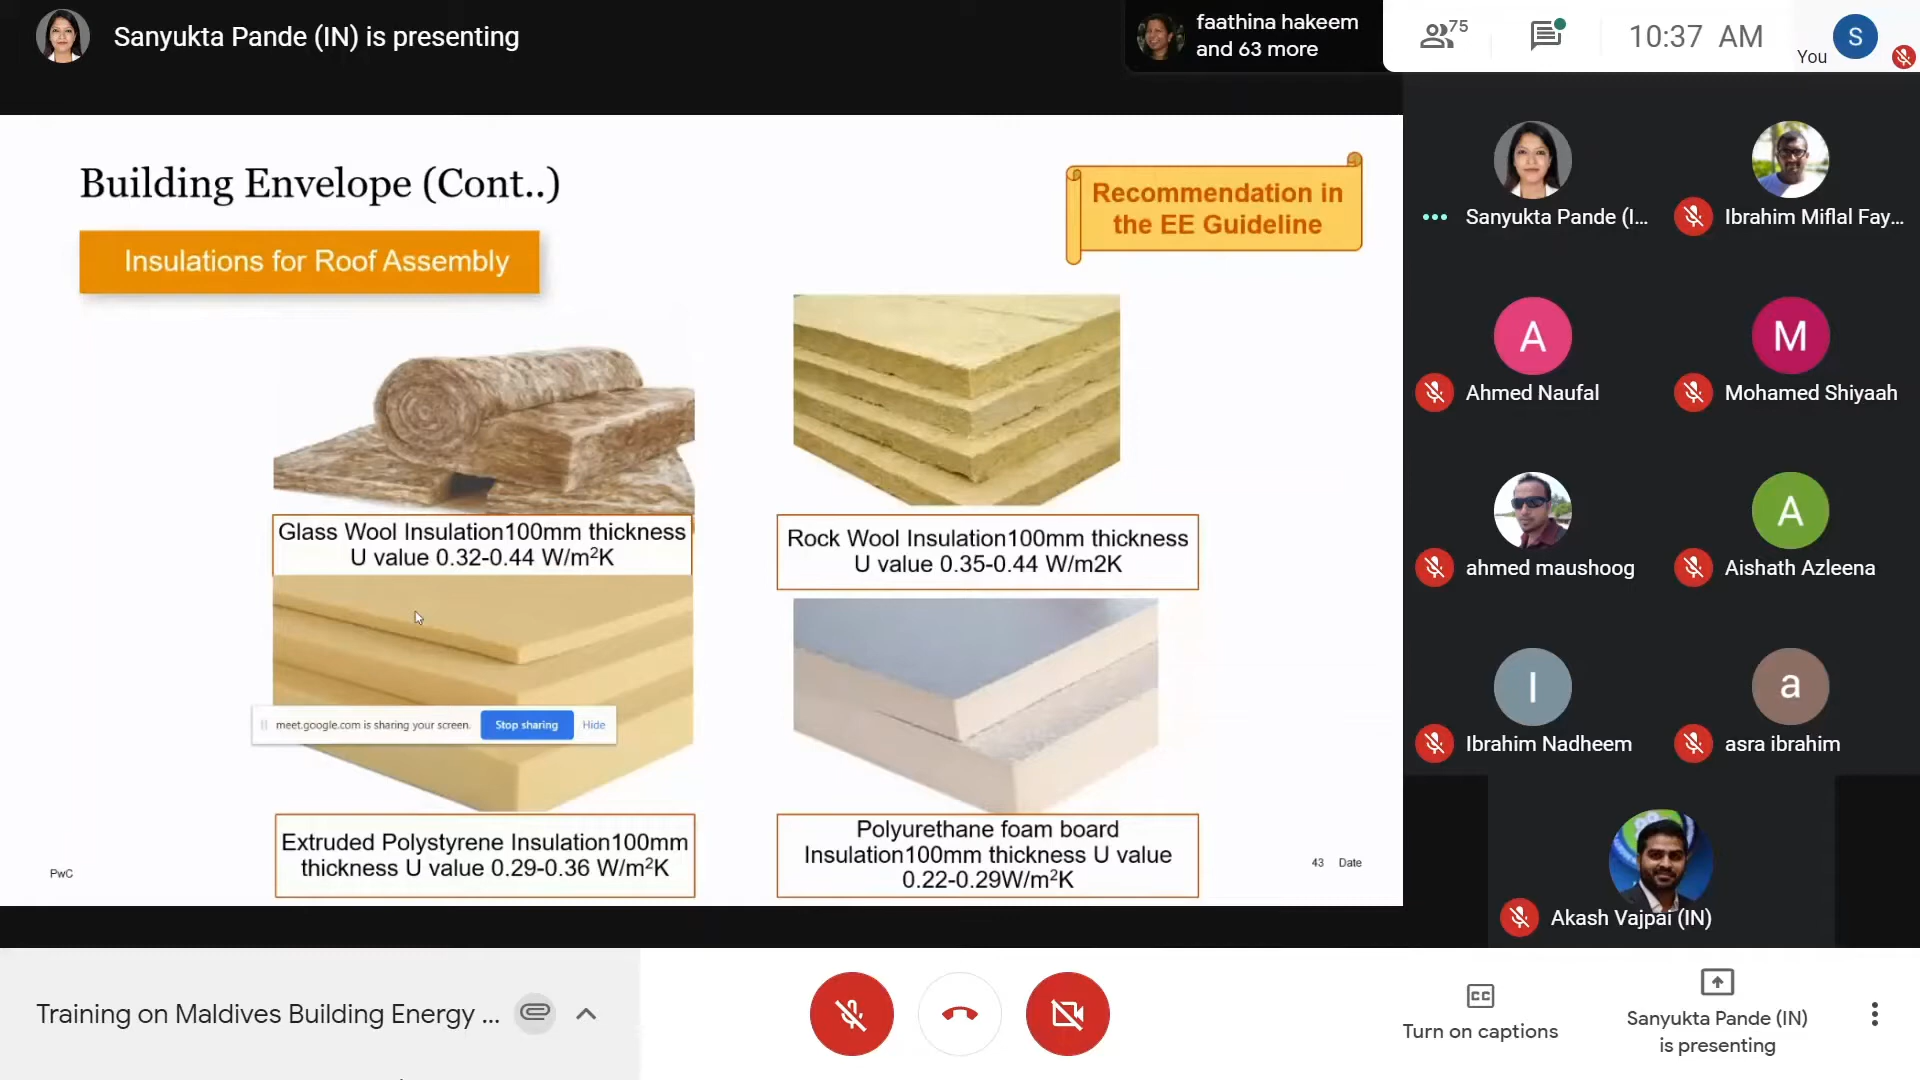 Sanyukta Pande (IN) is presenting
faathina hakeem
and 63 more
75
10:37 AM
You
S
Building Envelope (Cont..)
Recommendation in
the EE Guideline
Insulations for Roof Assembly
Glass Wool Insulation100mm thickness
U value 0.32-0.44 W/m²K
Rock Wool Insulation100mm thickness
U value 0.35-0.44 W/m2K
meet.google.com is sharing your screen.
Stop sharing
Hide
Extruded Polystyrene Insulation100mm
thickness U value 0.29-0.36 W/m²K
Polyurethane foam board
Insulation100mm thickness U value
0.22-0.29W/m²K
PwC
43 Date
Sanyukta Pande (I...
Ibrahim Miflal Fay...
A
Ahmed Naufal
M
Mohamed Shiyaah
ahmed maushoog
A
Aishath Azleena
I
Ibrahim Nadheem
a
asra ibrahim
Akash Vajpai (IN)
Training on Maldives Building Energy ...
CC
Turn on captions
Sanyukta Pande (IN)
is presenting